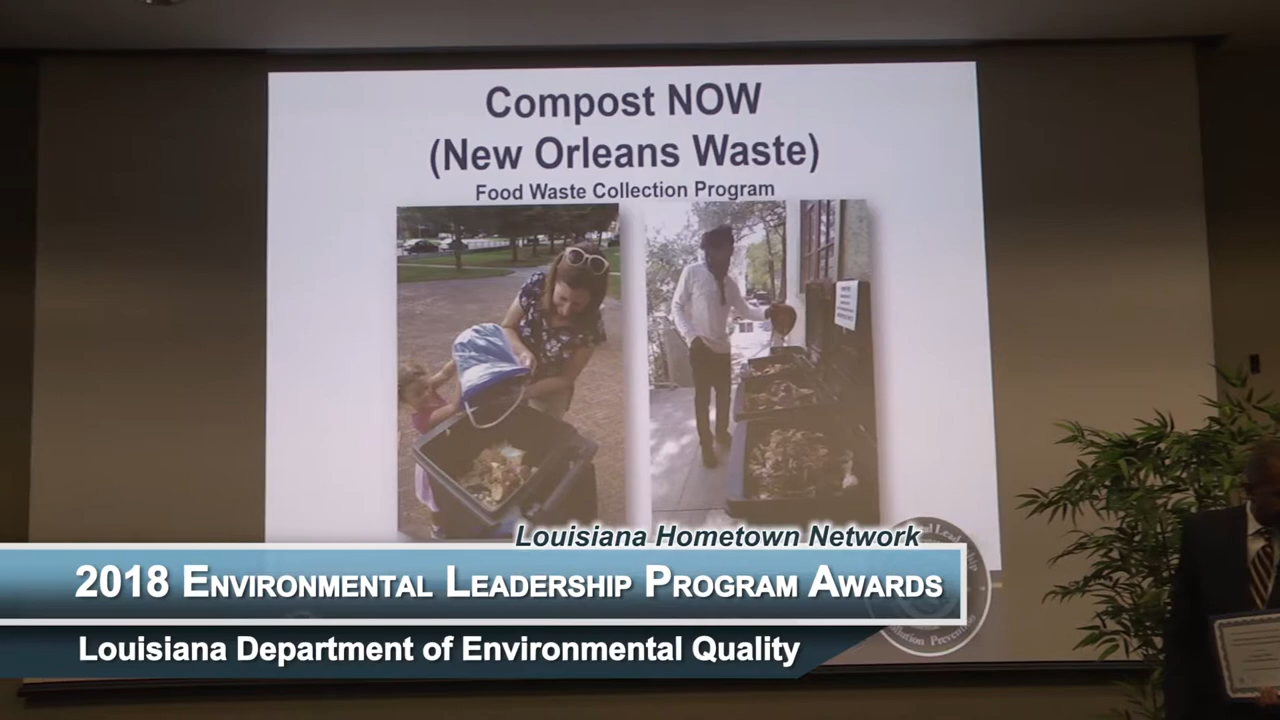 Compost NOW
(New Orleans Waste)
Food Waste Collection Program
Louisiana Hometown Network
2018 ENVIRONMENTAL LEADERSHIP PROGRAM AWARDS
Louisiana Department of Environmental Quality